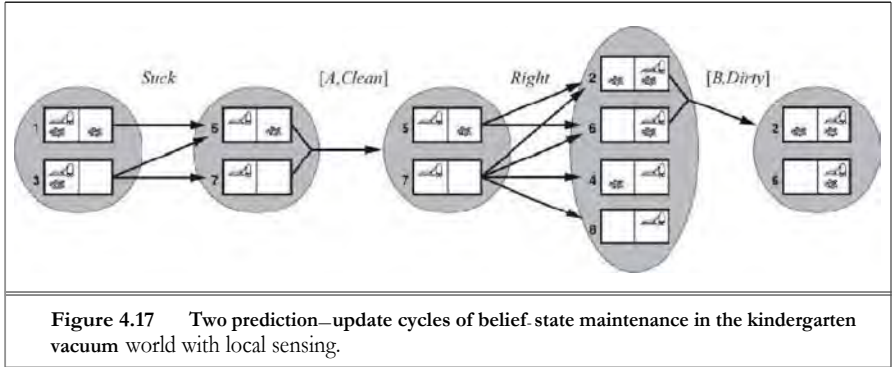 Suck
[A,Clean]
Right
[B,Dirty]
1
3
5
7
5
7
2
6
4
8
2
6
Figure 4.17 Two prediction—update cycles of belief-state maintenance in the kindergarten
vacuum world with local sensing.